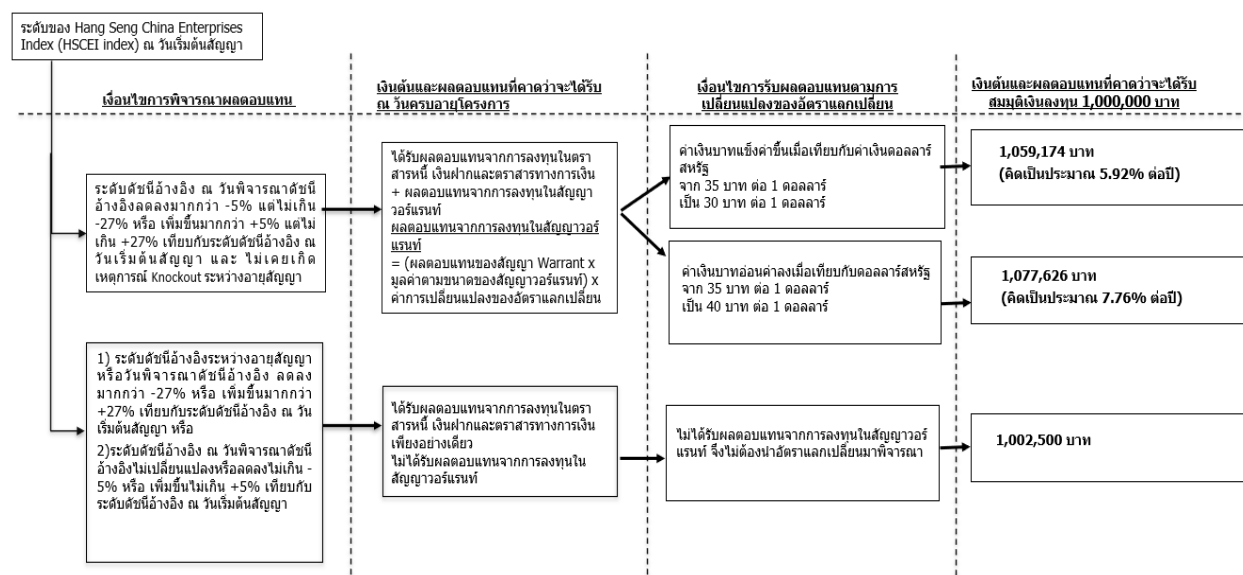 ระดับของ Hang Seng China Enterprises
Index (HSCEI index) ณ วันเริ่มต้นสัญญา
เงื่อนไขการพิจารณาผลตอบแทน
เงินต้นและผลตอบแทนที่คาดว่าจะได้รับ
ณ วันครบอายุโครงการ
เงื่อนไขการรับผลตอบแทนตามการ
เปลี่ยนแปลงของอัตราแลกเปลี่ยน
เงินต้นและผลตอบแทนที่คาดว่าจะได้รับ
สมมุติเงินลงทุน 1,000,000 บาท
ระดับดัชนีอ้างอิง ณ วันพิจารณาดัชนี
อ้างอิงลดลงมากกว่า -5% แต่ไม่เกิน
-27% หรือ เพิ่มขึ้นมากกว่า +5% แต่ไม่
เกิน +27% เทียบกับระดับดัชนีอ้างอิง ณ
วันเริ่มต้นสัญญา และ ไม่เคยเกิด
เหตุการณ์ Knockout ระหว่างอายุสัญญา
ได้รับผลตอบแทนจากการลงทุนในตรา
สารหนี้ เงินฝากและตราสารทางการเงิน
+ ผลตอบแทนจากการลงทุนในสัญญา
วอร์แรนท์
ผลตอบแทนจากการลงทุนในสัญญาวอร์
แรนท์
= (ผลตอบแทนของสัญญา Warrant x
มูลค่าตามขนาดของสัญญาวอร์แรนท์) x
ค่าการเปลี่ยนแปลงของอัตราแลกเปลี่ยน
ค่าเงินบาทแข็งค่าขึ้นเมื่อเทียบกับค่าเงินดอลลาร์
สหรัฐ
จาก 35 บาท ต่อ 1 ดอลลาร์
เป็น 30 บาท ต่อ 1 ดอลลาร์
1,059,174 บาท
(คิดเป็นประมาณ 5.92% ต่อปี)
ค่าเงินบาทอ่อนค่าลงเมื่อเทียบกับดอลลาร์สหรัฐ
จาก 35 บาท ต่อ 1 ดอลลาร์
เป็น 40 บาท ต่อ 1 ดอลลาร์
1,077,626 บาท
(คิดเป็นประมาณ 7.76% ต่อปี)
1) ระดับดัชนีอ้างอิงระหว่างอายุสัญญา
หรือวันพิจารณาดัชนีอ้างอิง ลดลง
มากกว่า -27% หรือ เพิ่มขึ้นมากกว่า
+27% เทียบกับระดับดัชนีอ้างอิง ณ วัน
เริ่มต้นสัญญา หรือ
2)ระดับดัชนีอ้างอิง ณ วันพิจารณาดัชนี
อ้างอิงไม่เปลี่ยนแปลงหรือลดลงไม่เกิน -
5% หรือ เพิ่มขึ้นไม่เกิน +5% เทียบกับ
ระดับดัชนีอ้างอิง ณ วันเริ่มต้นสัญญา
ได้รับผลตอบแทนจากการลงทุนในตรา
สารหนี้ เงินฝากและตราสารทางการเงิน
เพียงอย่างเดียว
ไม่ได้รับผลตอบแทนจากการลงทุนใน
สัญญาวอร์แรนท์
ไม่ได้รับผลตอบแทนจากการลงทุนในสัญญาวอร์
แรนท์ จึงไม่ต้องนำอัตราแลกเปลี่ยนมาพิจารณา
1,002,500 บาท